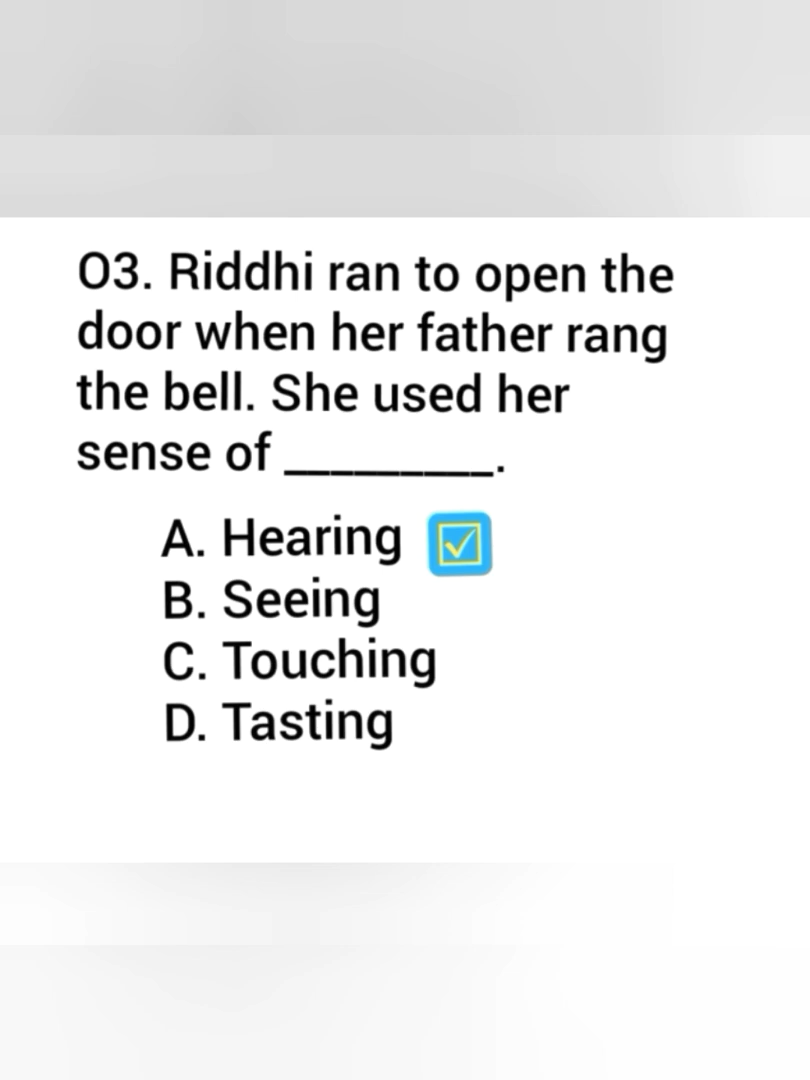 03. Riddhi ran to open the
door when her father rang
the bell. She used her
sense of _________.
A. Hearing ☑
B. Seeing
C. Touching
D. Tasting